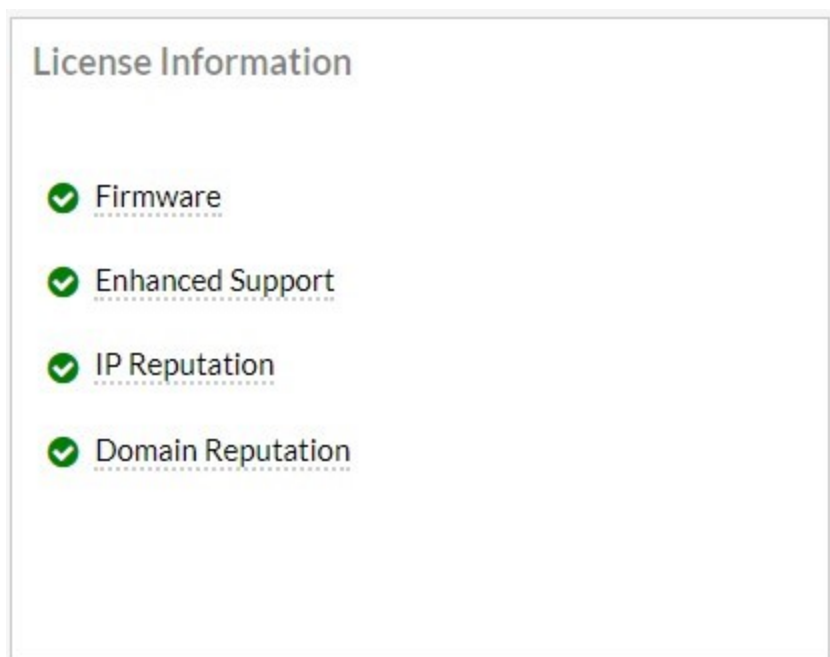 License Information
Firmware
Enhanced Support
IP Reputation
Domain Reputation